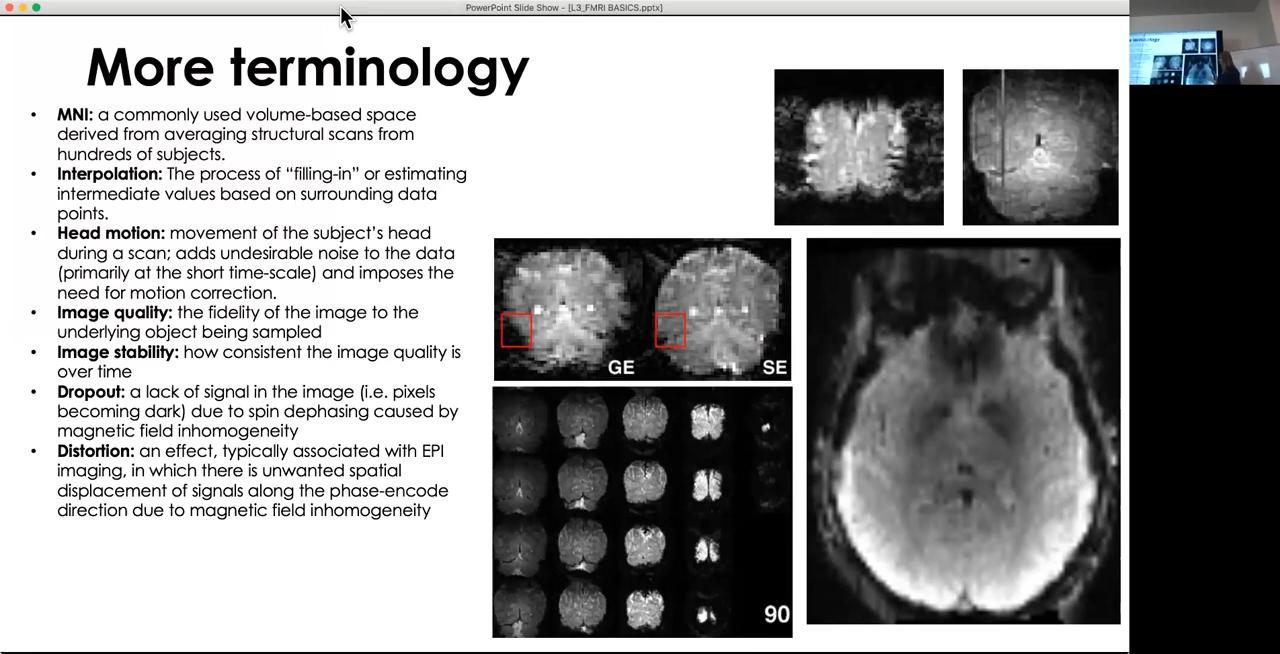 PowerPoint Slide Show - [L3_FMRI BASICS.pptx]
More terminology
• MNI: a commonly used volume-based space
derived from averaging structural scans from
hundreds of subjects.
• Interpolation: The process of “filling-in” or estimating
intermediate values based on surrounding data
points.
• Head motion: movement of the subject’s head
during a scan; adds undesirable noise to the data
(primarily at the short time-scale) and imposes the
need for motion correction.
• Image quality: the fidelity of the image to the
underlying object being sampled
• Image stability: how consistent the image quality is
over time
• Dropout: a lack of signal in the image (i.e. pixels
becoming dark) due to spin dephasing caused by
magnetic field inhomogeneity
• Distortion: an effect, typically associated with EPI
imaging, in which there is unwanted spatial
displacement of signals along the phase-encode
direction due to magnetic field inhomogeneity
GE
SE
90